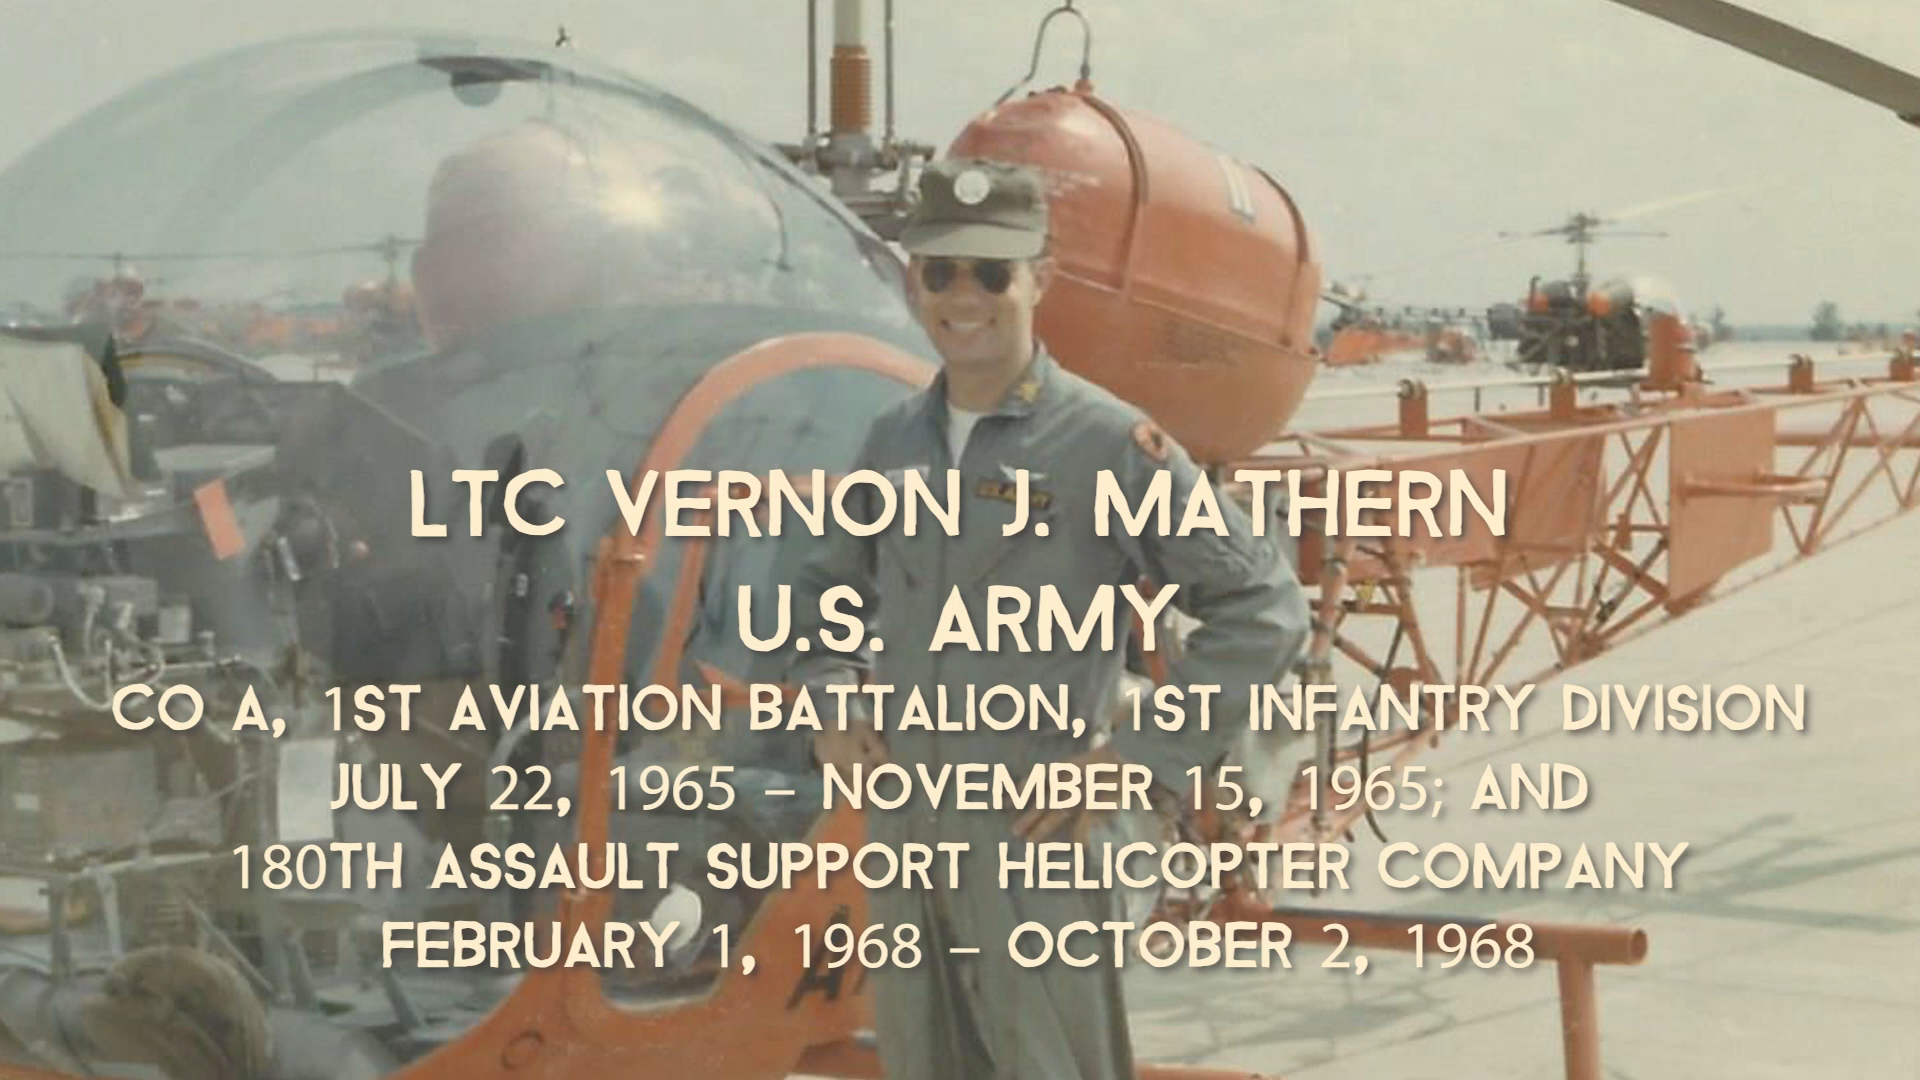 LTC VERNON J. MATHERN
U.S. ARMY
CO A, 1ST AVIATION BATTALION, 1ST INFANTRY DIVISION
JULY 22, 1965 – NOVEMBER 15, 1965; AND
180TH ASSAULT SUPPORT HELICOPTER COMPANY
FEBRUARY 1, 1968 – OCTOBER 2, 1968